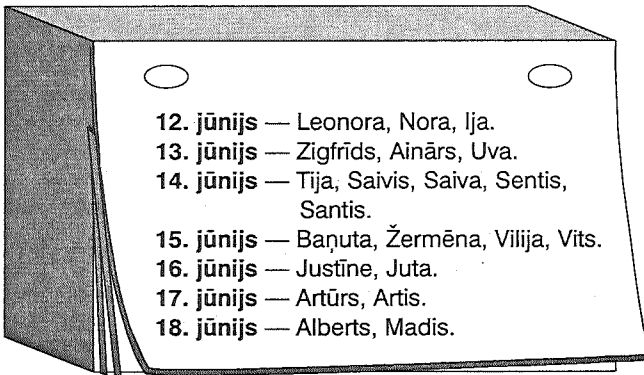 12. jūnijs — Leonora, Nora, Ija.
13. jūnijs — Zigfrīds, Ainārs, Uva.
14. jūnijs — Tija, Saivis, Saiva, Sentis,
Santis.
15. jūnijs — Baņuta, Žermēna, Vilija, Vits.
16. jūnijs — Justīne, Juta.
17. jūnijs — Artūrs, Artis.
18. jūnijs — Alberts, Madis.